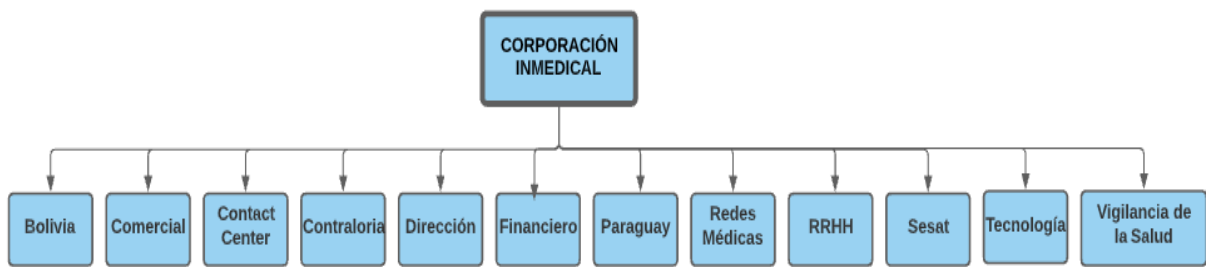 CORPORACIÓN
INMEDICAL
Bolivia
Comercial
Contact
Center
Contraloria
Dirección
Financiero
Paraguay
Redes
Médicas
RRHH
Sesat
Tecnología
Vigilancia de
la Salud